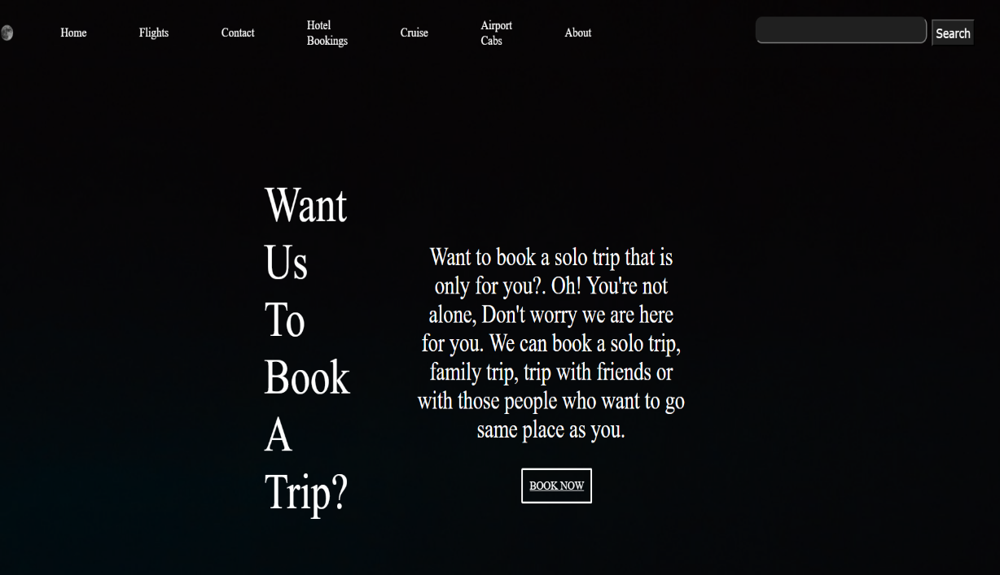 Home
Flights
Contact
Hotel
Bookings
Cruise
Airport
Cabs
About
Search
Want
Us
To
Book
A
Trip?
Want to book a solo trip that is
only for you?. Oh! You're not
alone, Don't worry we are here
for you. We can book a solo trip,
family trip, trip with friends or
with those people who want to go
same place as you.
BOOK NOW